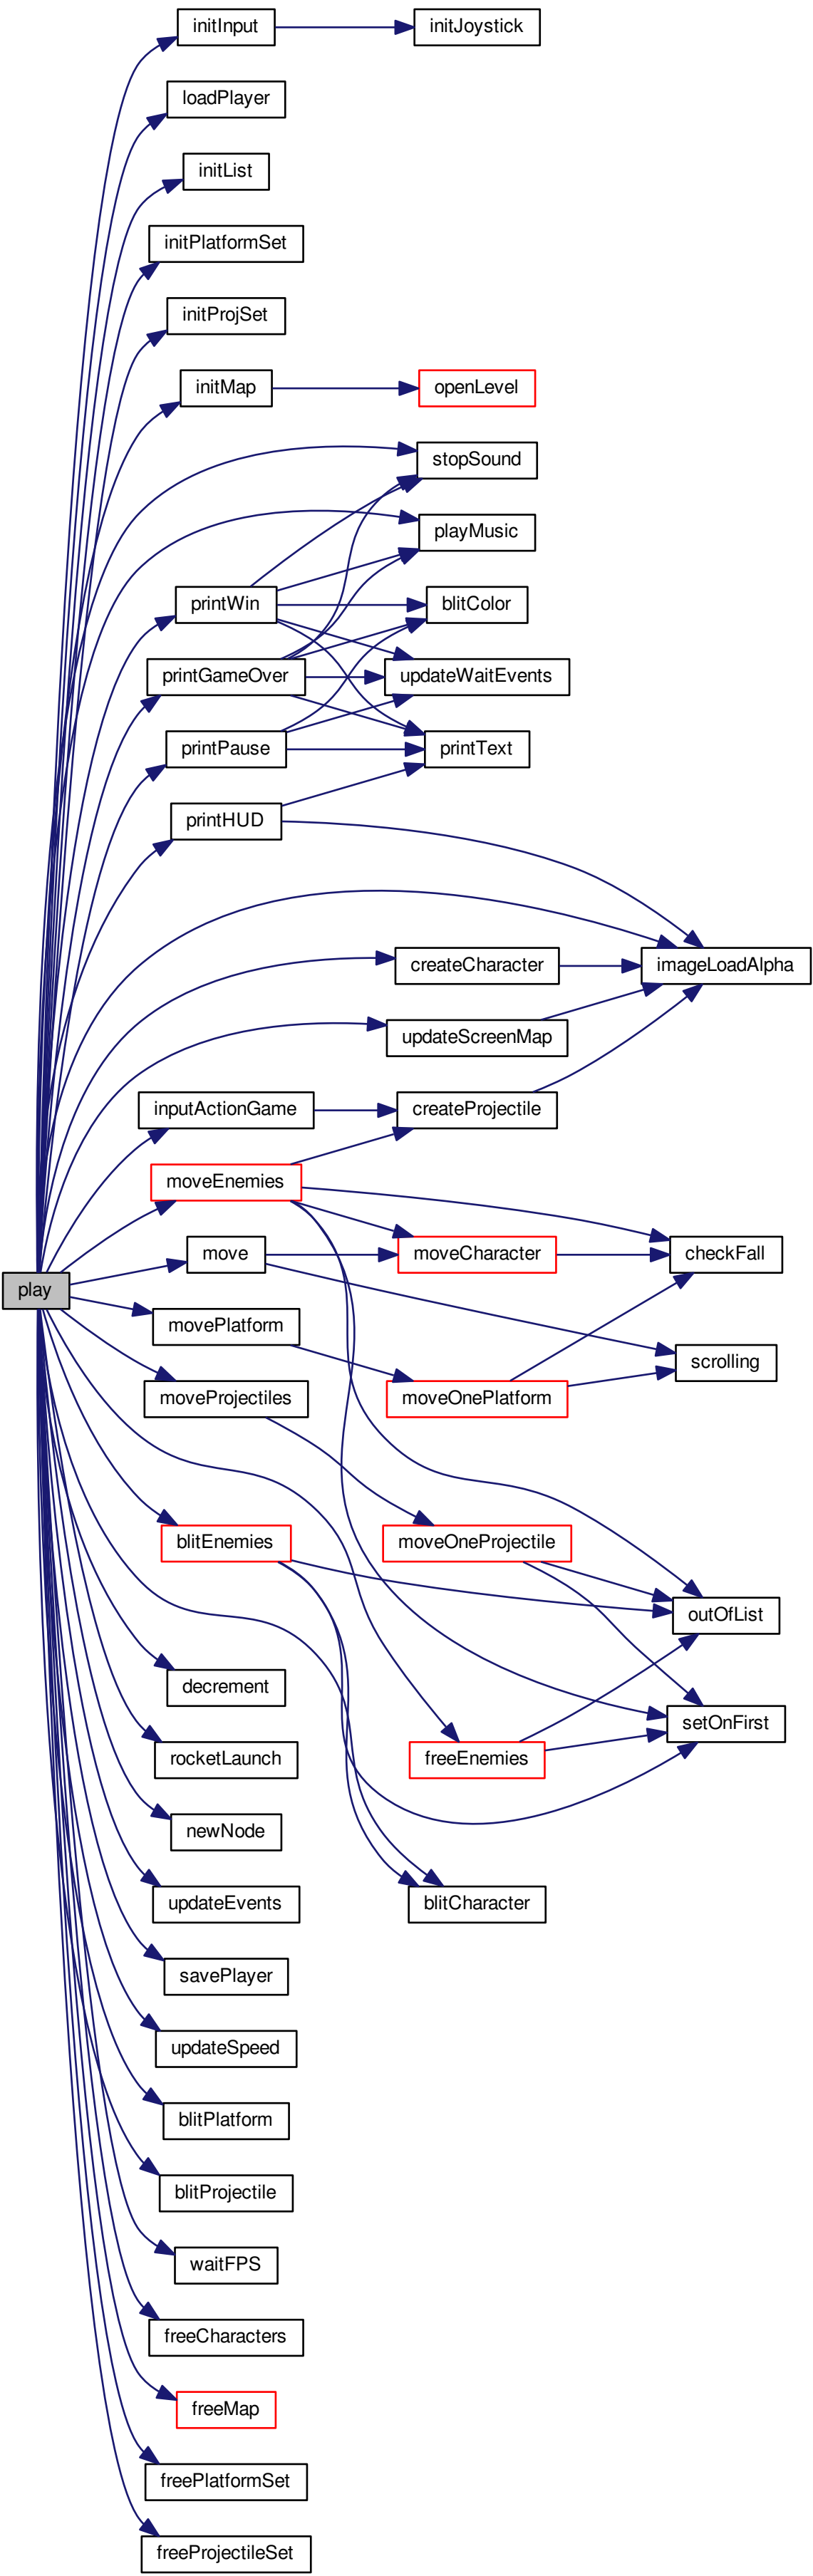 initInput
initJoystick
loadPlayer
initList
initPlatformSet
initProjSet
initMap
openLevel
stopSound
playMusic
printWin
blitColor
printGameOver
updateWaitEvents
printPause
printText
printHUD
createCharacter
imageLoadAlpha
updateScreenMap
inputActionGame
createProjectile
moveEnemies
move
moveCharacter
checkFall
play
movePlatform
scrolling
moveProjectiles
moveOnePlatform
blitEnemies
moveOneProjectile
outOfList
decrement
setOnFirst
rocketLaunch
freeEnemies
newNode
updateEvents
blitCharacter
savePlayer
updateSpeed
blitPlatform
blitProjectile
waitFPS
freeCharacters
freeMap
freePlatformSet
freeProjectileSet